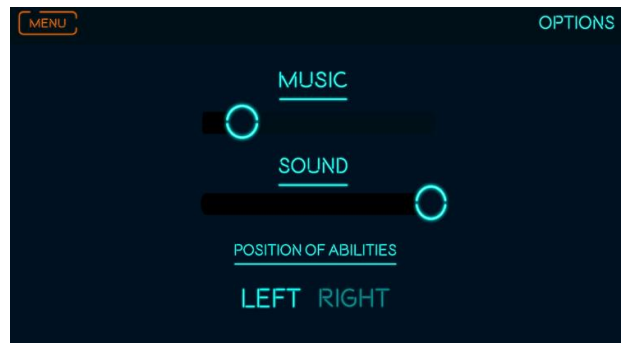 MENU
OPTIONS
MUSIC
SOUND
POSITION OF ABILITIES
LEFT RIGHT